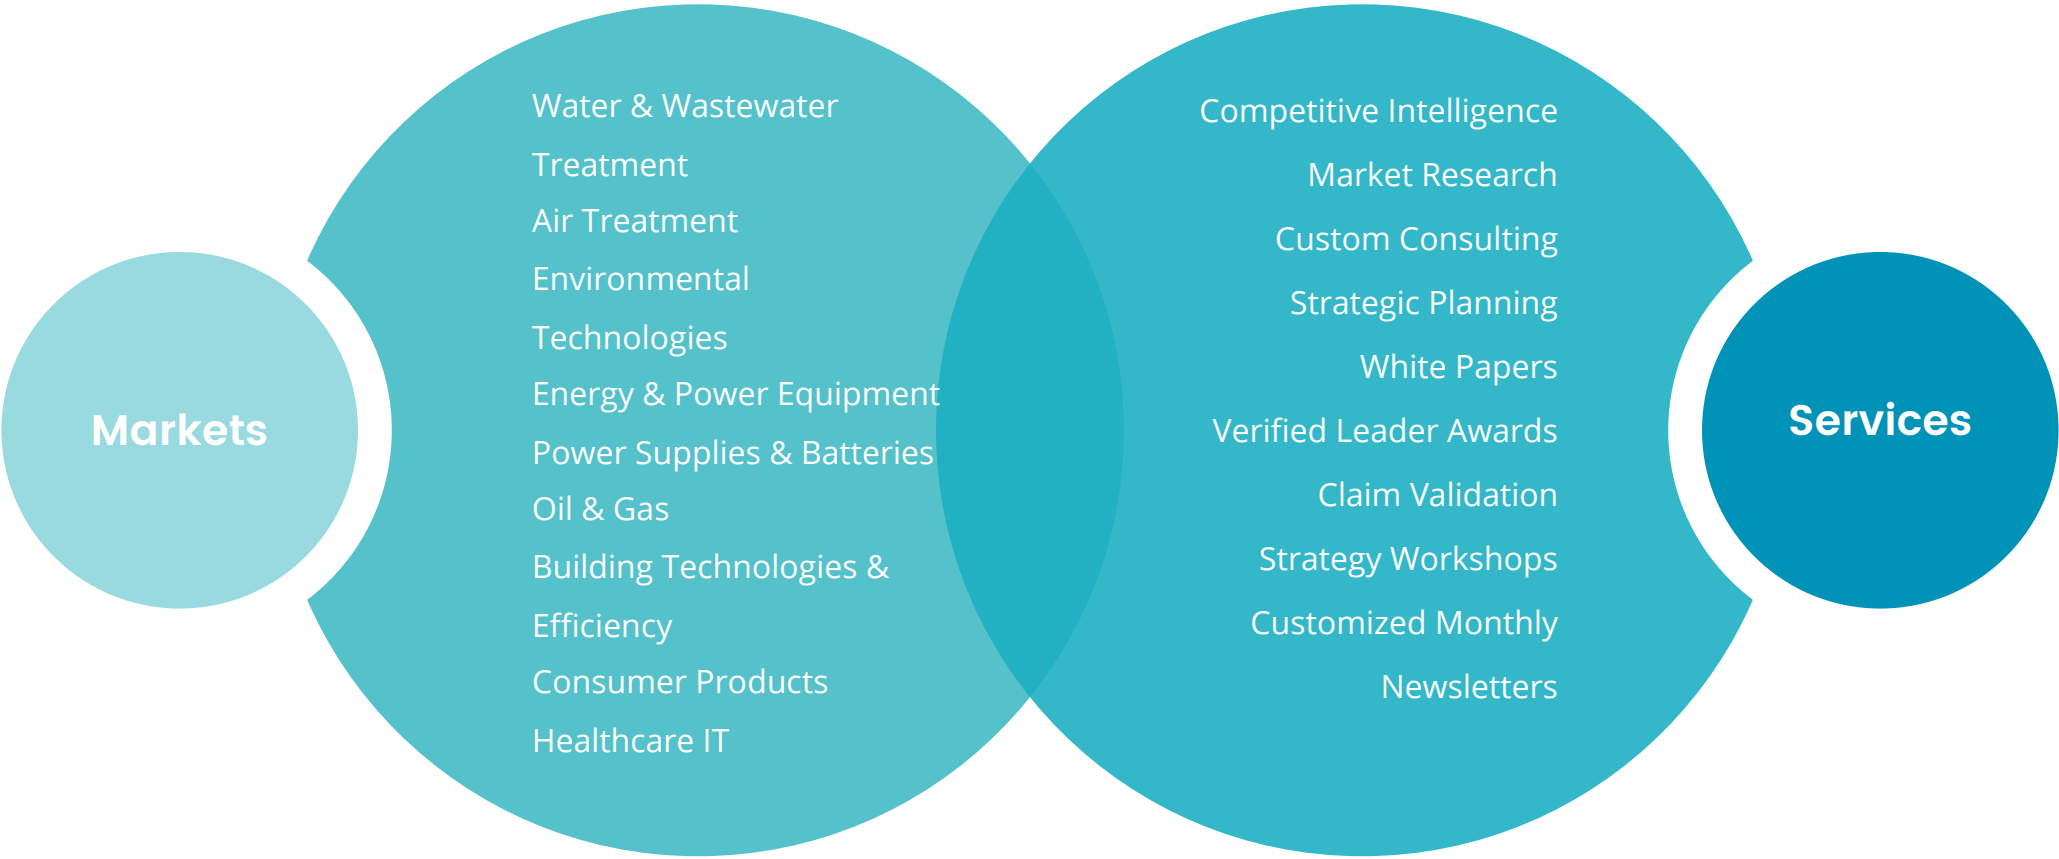 Markets
Water & Wastewater
Treatment
Air Treatment
Environmental
Technologies
Energy & Power Equipment
Power Supplies & Batteries
Oil & Gas
Building Technologies &
Efficiency
Consumer Products
Healthcare IT
Competitive Intelligence
Market Research
Custom Consulting
Strategic Planning
White Papers
Verified Leader Awards
Claim Validation
Strategy Workshops
Customized Monthly
Newsletters
Services